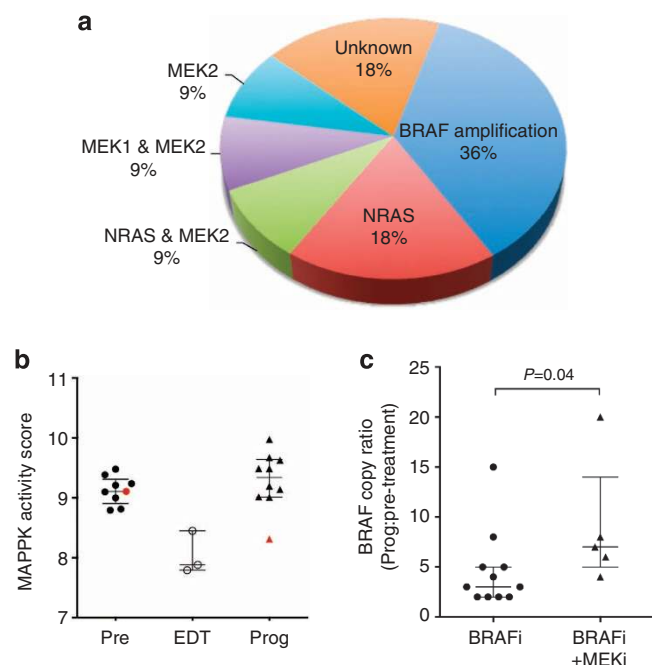 a
Unknown
18%
MEK2
9%
BRAF amplification
36%
MEK1 & MEK2
9%
NRAS
18%
NRAS & MEK2
9%
b
MAPPK activity score
11
10
9
8
7
Pre
EDT
Prog
c
BRAF copy ratio
(Prog:pre-treatment)
25
20
15
10
5
0
P=0.04
BRAFi
BRAFi
+MEKi